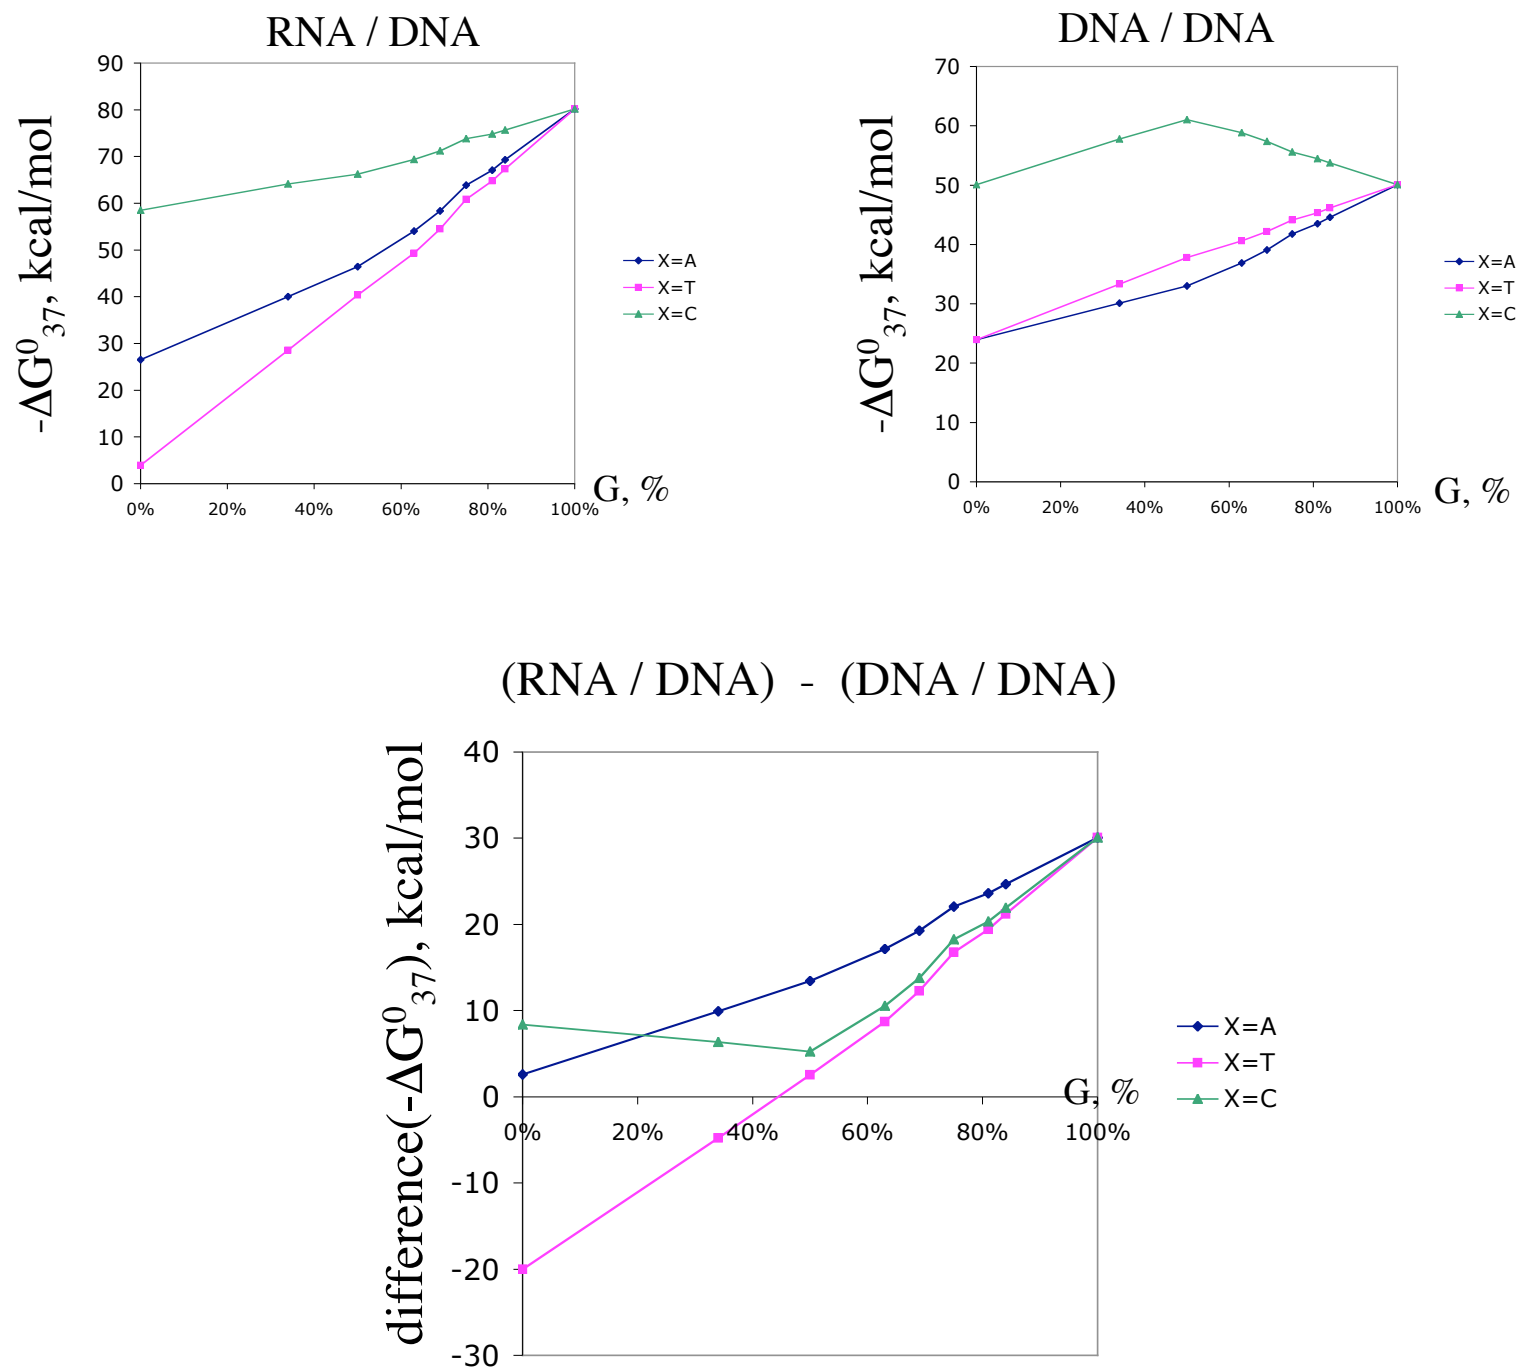 RNA / DNA
90
80
70
60
50
40
30
20
10
0
-ΔG⁰₃₇, kcal/mol
0% 20% 40% 60% 80% 100%
G, %
X=A
X=T
X=C
DNA / DNA
70
60
50
40
30
20
10
0
-ΔG⁰₃₇, kcal/mol
0% 20% 40% 60% 80% 100%
G, %
X=A
X=T
X=C
(RNA / DNA) - (DNA / DNA)
40
30
20
10
0
-10
-20
-30
difference(-ΔG⁰₃₇), kcal/mol
0% 20% 40% 60% 80% 100%
G, %
X=A
X=T
X=C